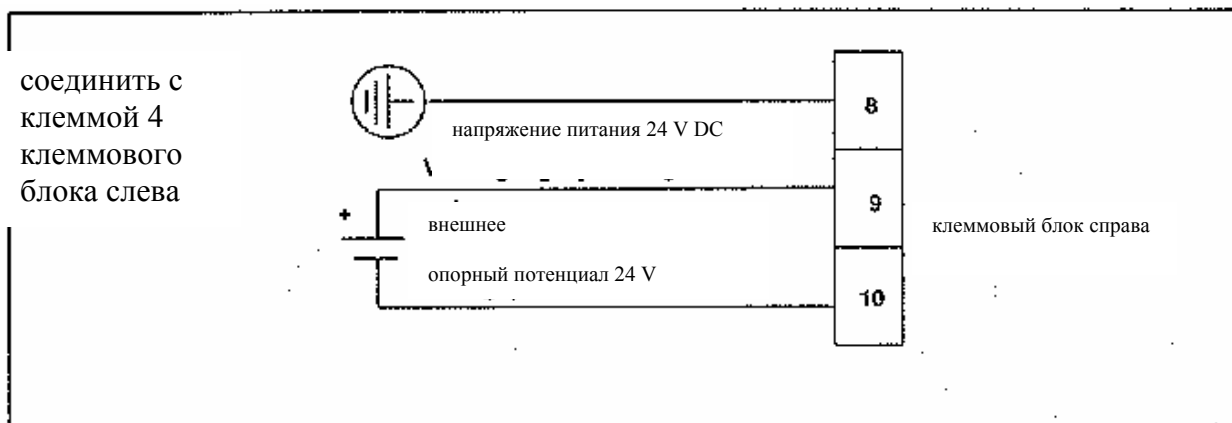 соединить с
клеммой 4
клеммового
блока слева
8
напряжение питания 24 V DC
9
внешнее
клеммовый блок справа
опорный потенциал 24 V
10